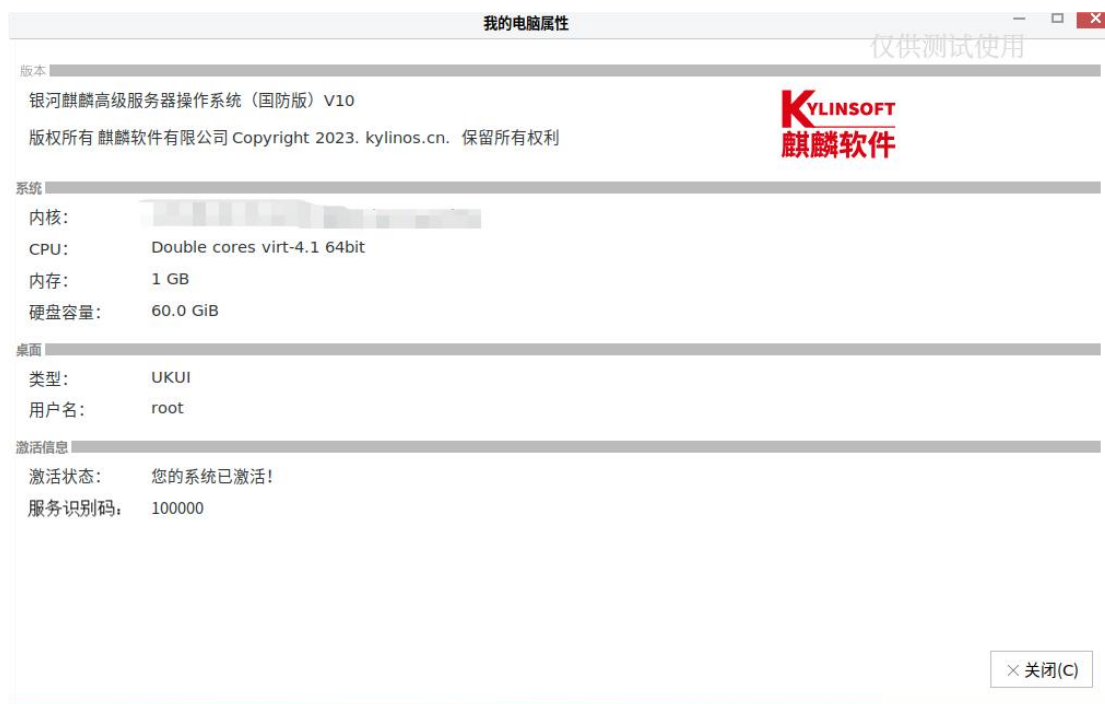 我的电脑属性
仅供测试使用
版本
银河麒麟高级服务器操作系统（国防版）V10
版权所有 麒麟软件有限公司 Copyright 2023. kylinos.cn. 保留所有权利
KYLINSOFT
麒麟软件
系统
内核：
CPU： Double cores virt-4.1 64bit
内存： 1 GB
硬盘容量： 60.0 GiB
桌面
类型： UKUI
用户名： root
激活信息
激活状态： 您的系统已激活！
服务识别码： 100000
×关闭(C)